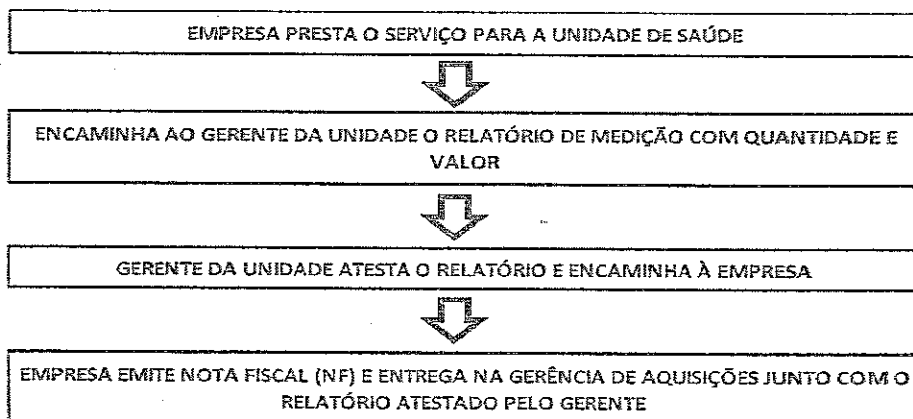 EMPRESA PRESTA O SERVIÇO PARA A UNIDADE DE SAÚDE
ENCAMINHA AO GERENTE DA UNIDADE O RELATÓRIO DE MEDIÇÃO COM QUANTIDADE E
VALOR
GERENTE DA UNIDADE ATESTA O RELATÓRIO E ENCAMINHA À EMPRESA
EMPRESA EMITE NOTA FISCAL (NF) E ENTREGA NA GERÊNCIA DE AQUISIÇÕES JUNTO COM O
RELATÓRIO ATESTADO PELO GERENTE